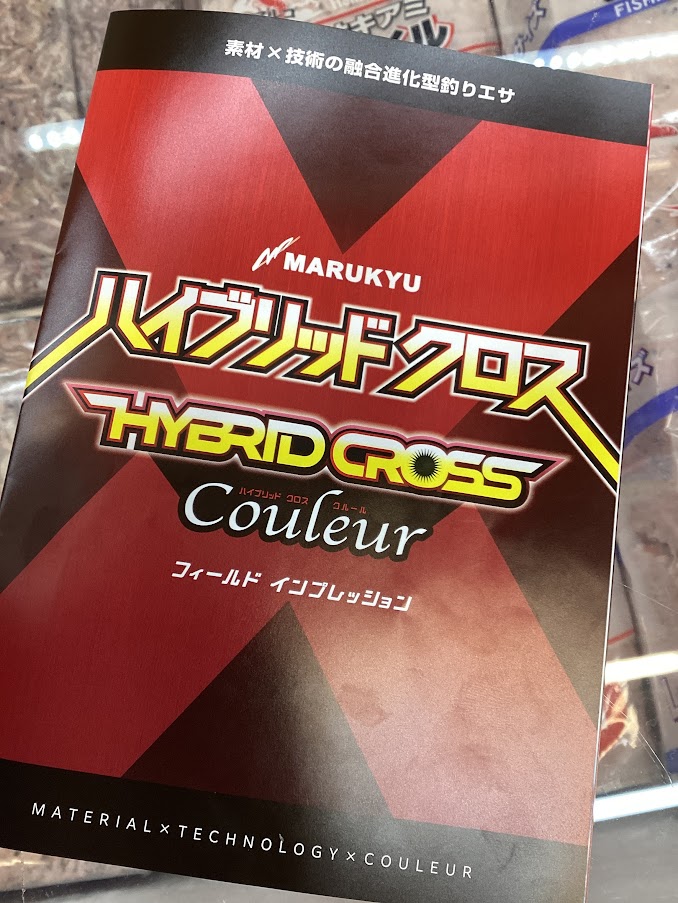 素材×技術の融合進化型釣りエサ
MARUKYU
ハイブリッド クロス
HYBRID CROSS
ハイブリッド クロス クルール
Couleur
フィールド インプレッション
MATERIAL×TECHNOLOGY×COULEUR
FISHE